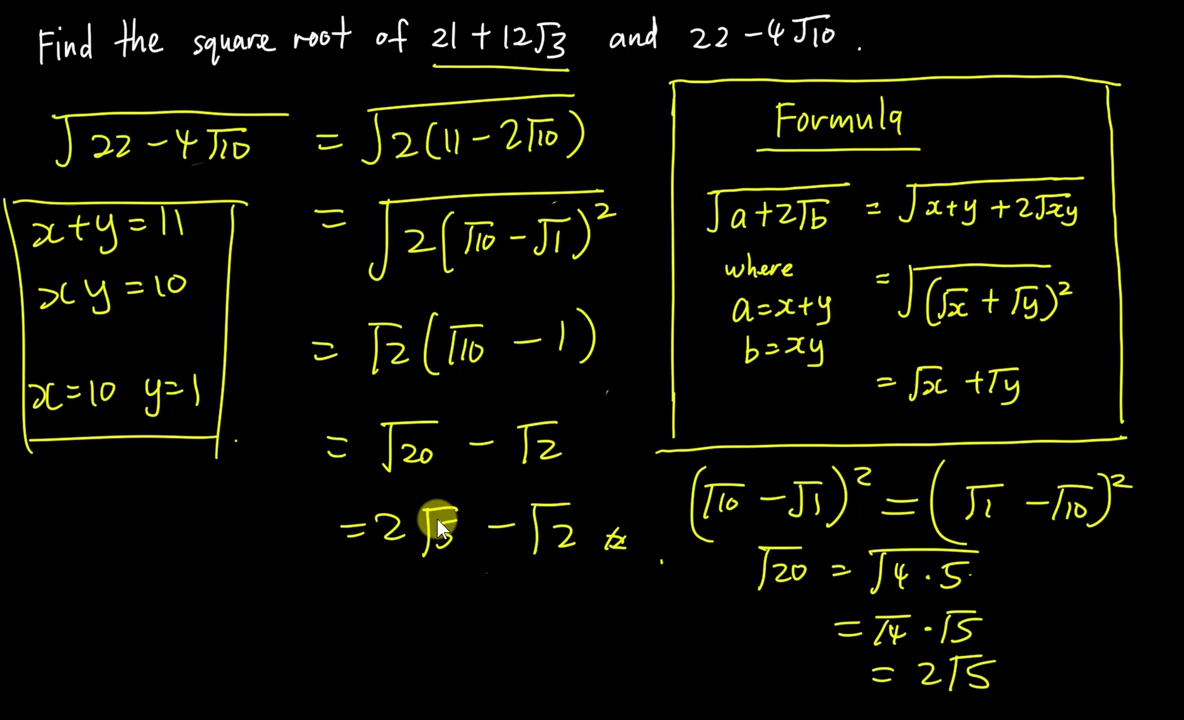 Find the square root of 21 + 12√3 and 22 - 4√10.
√(22 - 4√10) = √(2(11 - 2√10))
= √(2(√10 - √1)²)
= √2(√10 - 1)
= √20 - √2
= 2√5 - √2
x+y=11
xy=10
x=10 y=1
Formula
√(a+2√b) = √(x+y+2√xy)
where
a=x+y
b=xy
= √((√x + √y)²)
= √x + √y
(√10 - √1)² = (√1 - √10)²
√20 = √(4·5)
= √4·√5
= 2√5